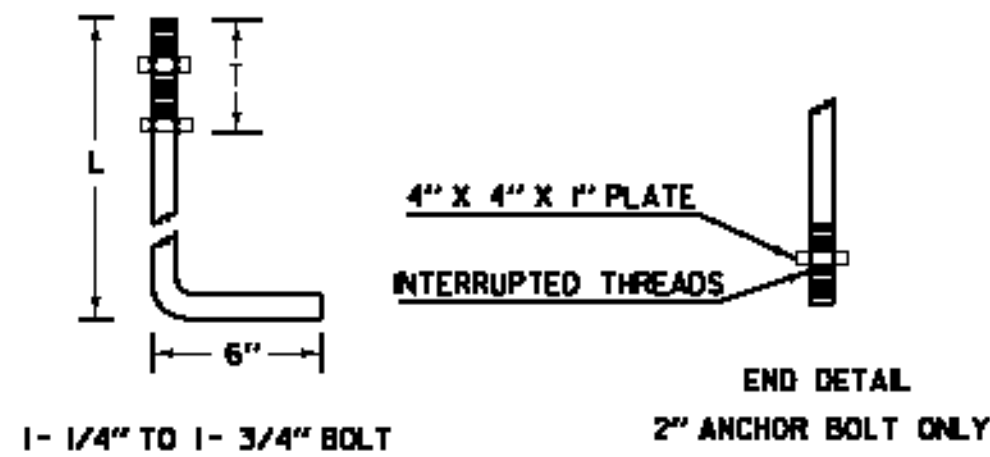 T
L
6"
1- 1/4" TO 1- 3/4" BOLT
4" X 4" X 1" PLATE
INTERRUPTED THREADS
END DETAIL
2" ANCHOR BOLT ONLY